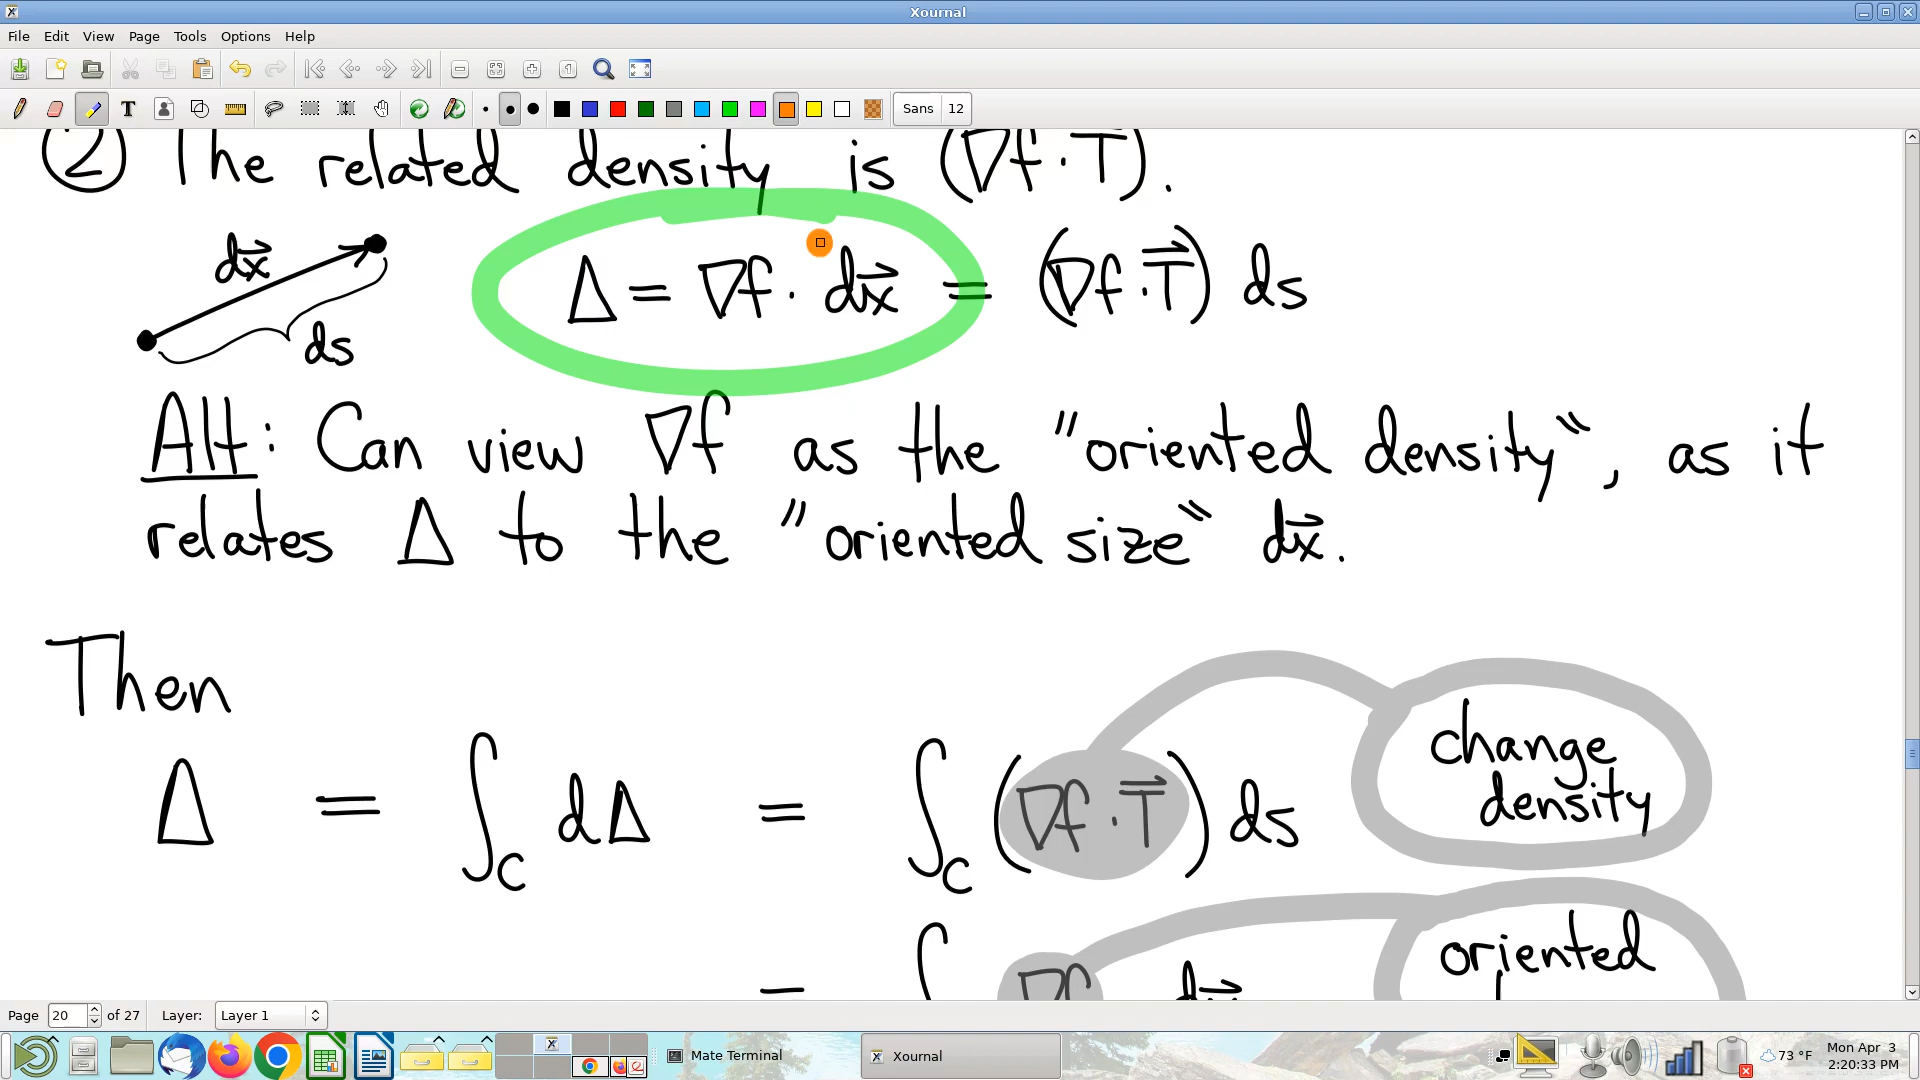 Xournal
File Edit View Page Tools Options Help
Sans 12
② The related density is (∇f · T⃗).
dx⃗
ds
Δ = ∇f · dx⃗ = (∇f · T⃗) ds
Alt: Can view ∇f as the "oriented density", as it
relates Δ to the "oriented size" dx⃗.
Then
Δ = ∫_C dΔ = ∫_C (∇f · T⃗) ds
change
density
= ∫ ∇f dx⃗
oriented
Page 20 of 27 Layer: Layer 1
Mate Terminal
Xournal
73 °F
Mon Apr 3
2:20:33 PM